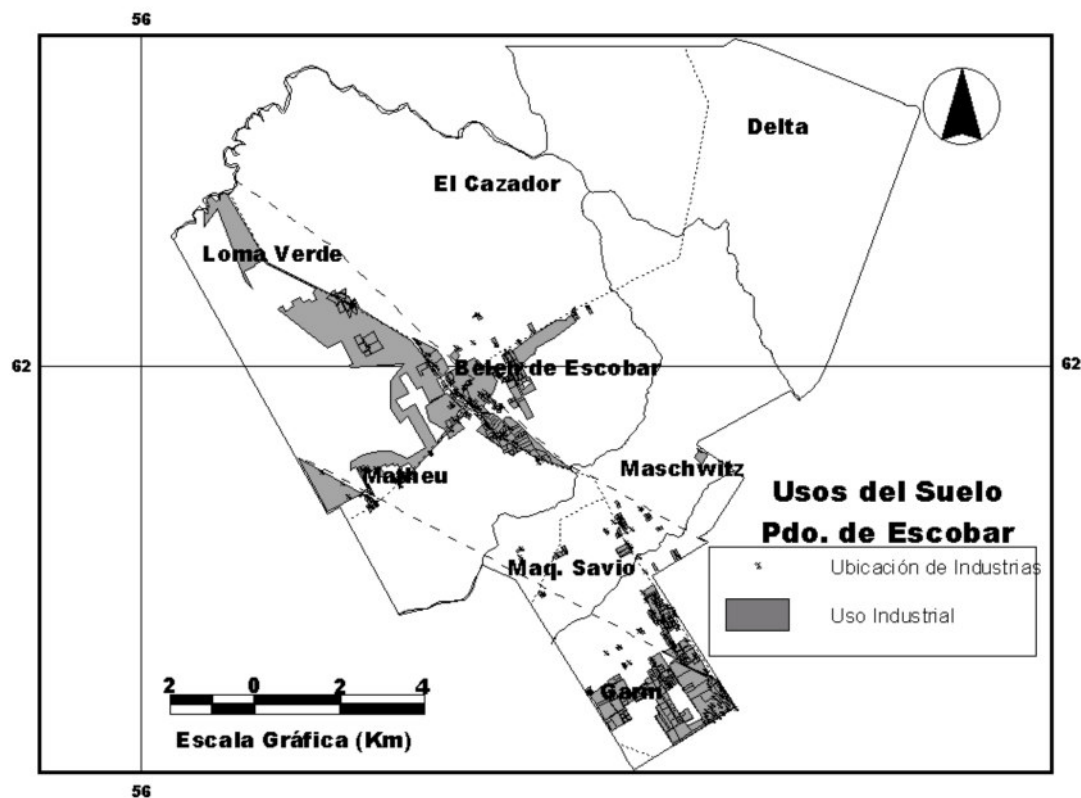 56
Delta
El Cazador
Loma Verde
62
Belen de Escobar
62
Matheu
Maschwitz
Usos del Suelo
Pdo. de Escobar
Maq. Savio
Ubicación de Industrias
Uso Industrial
Garin
2 0 2 4
Escala Gráfica (Km)
56